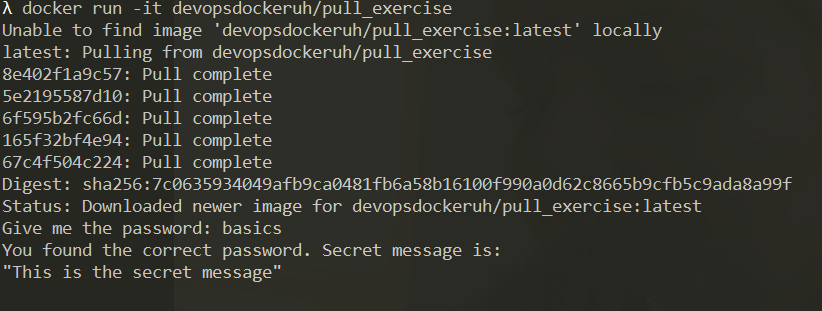 λ docker run -it devopsdockeruh/pull_exercise
Unable to find image 'devopsdockeruh/pull_exercise:latest' locally
latest: Pulling from devopsdockeruh/pull_exercise
8e402f1a9c57: Pull complete
5e2195587d10: Pull complete
6f595b2fc66d: Pull complete
165f32bf4e94: Pull complete
67c4f504c224: Pull complete
Digest: sha256:7c0635934049afb9ca0481fb6a58b16100f990a0d62c8665b9cfb5c9ada8a99f
Status: Downloaded newer image for devopsdockeruh/pull_exercise:latest
Give me the password: basics
You found the correct password. Secret message is:
"This is the secret message"